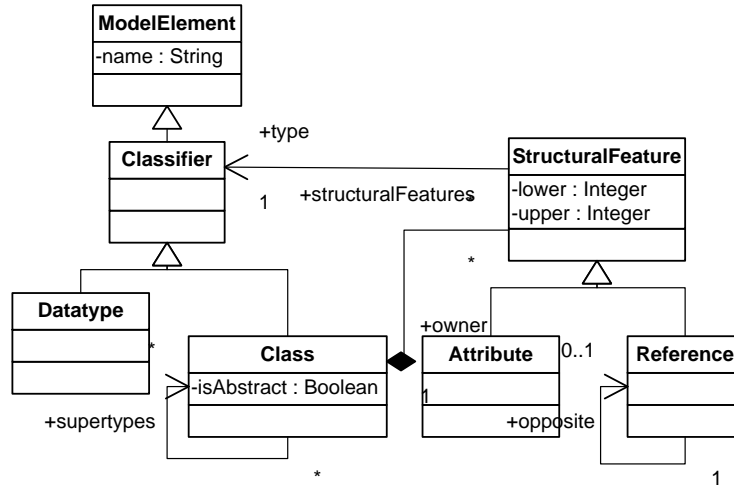 ModelElement
-name : String
Classifier
+type
1
StructuralFeature
-lower : Integer
-upper : Integer
+structuralFeatures
*
*
Datatype
*
Class
-isAbstract : Boolean
+supertypes
*
+owner
1
Attribute
0..1
Reference
+opposite
1